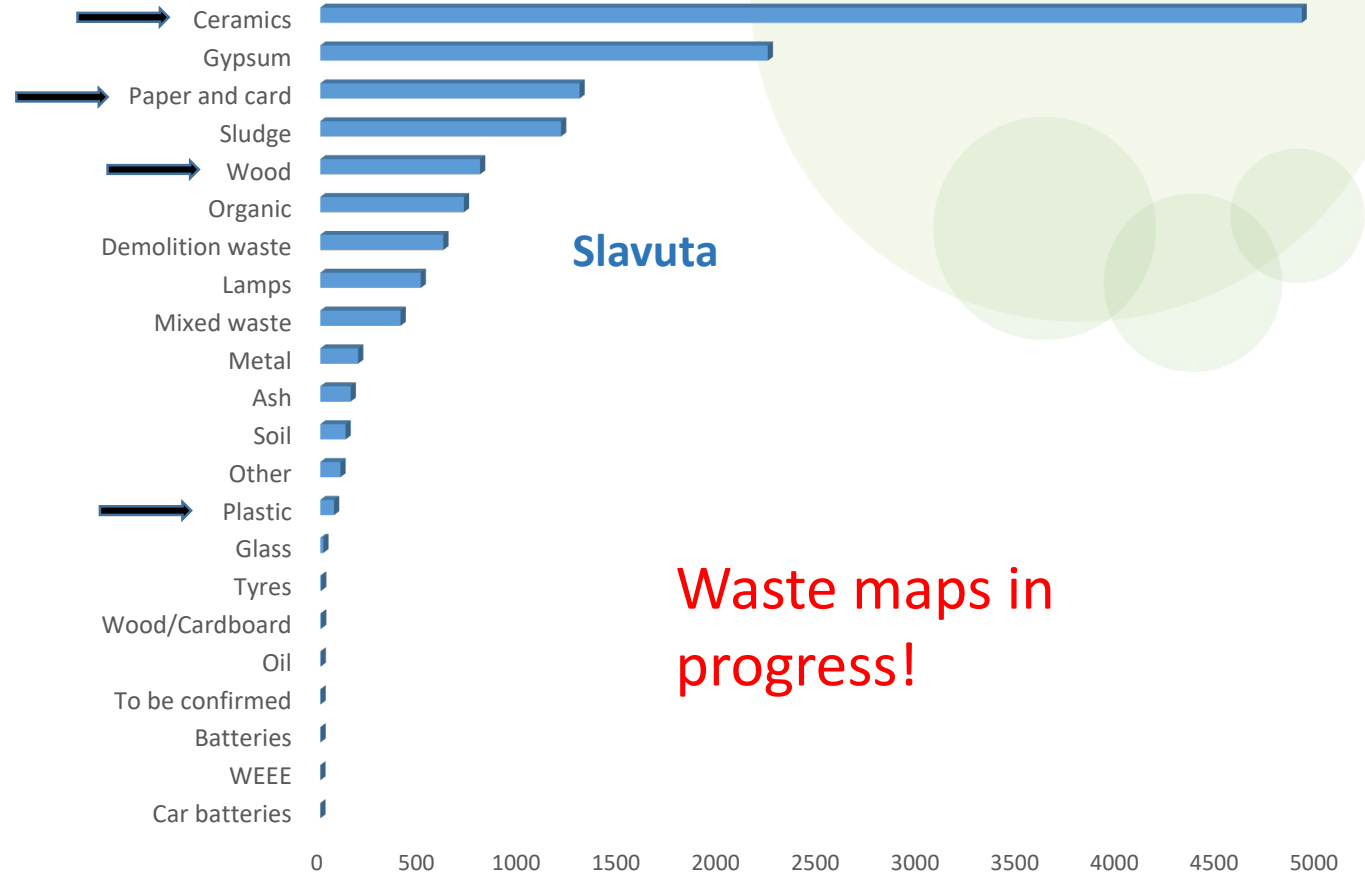 Ceramics
Gypsum
Paper and card
Sludge
Wood
Organic
Demolition waste
Slavuta
Lamps
Mixed waste
Metal
Ash
Soil
Other
Plastic
Glass
Tyres
Waste maps in
progress!
Wood/Cardboard
Oil
To be confirmed
Batteries
WEEE
Car batteries
0 500 1000 1500 2000 2500 3000 3500 4000 4500 5000